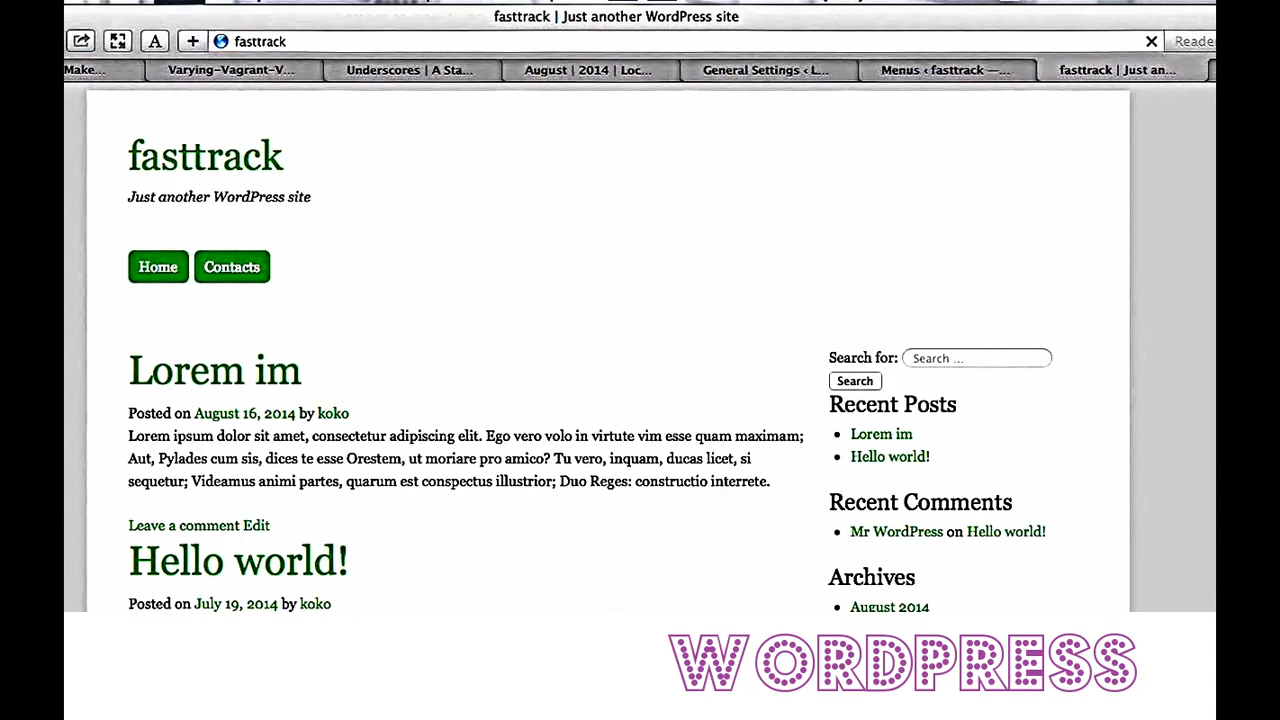 fasttrack | Just another WordPress site
A + fasttrack Reade
Make... Varying-Vagrant-V... Underscores | A Sta... August | 2014 | Loc... General Settings ‹ L... Menus ‹ fasttrack —... fasttrack | Just an...
fasttrack
Just another WordPress site
Home Contacts
Lorem im
Posted on August 16, 2014 by koko
Lorem ipsum dolor sit amet, consectetur adipiscing elit. Ego vero volo in virtute vim esse quam maximam;
Aut, Pylades cum sis, dices te esse Orestem, ut moriare pro amico? Tu vero, inquam, ducas licet, si
sequetur; Videamus animi partes, quarum est conspectus illustrior; Duo Reges: constructio interrete.
Leave a comment Edit
Hello world!
Posted on July 19, 2014 by koko
Search for: Search ...
Search
Recent Posts
• Lorem im
• Hello world!
Recent Comments
• Mr WordPress on Hello world!
Archives
• August 2014
WORDPRESS